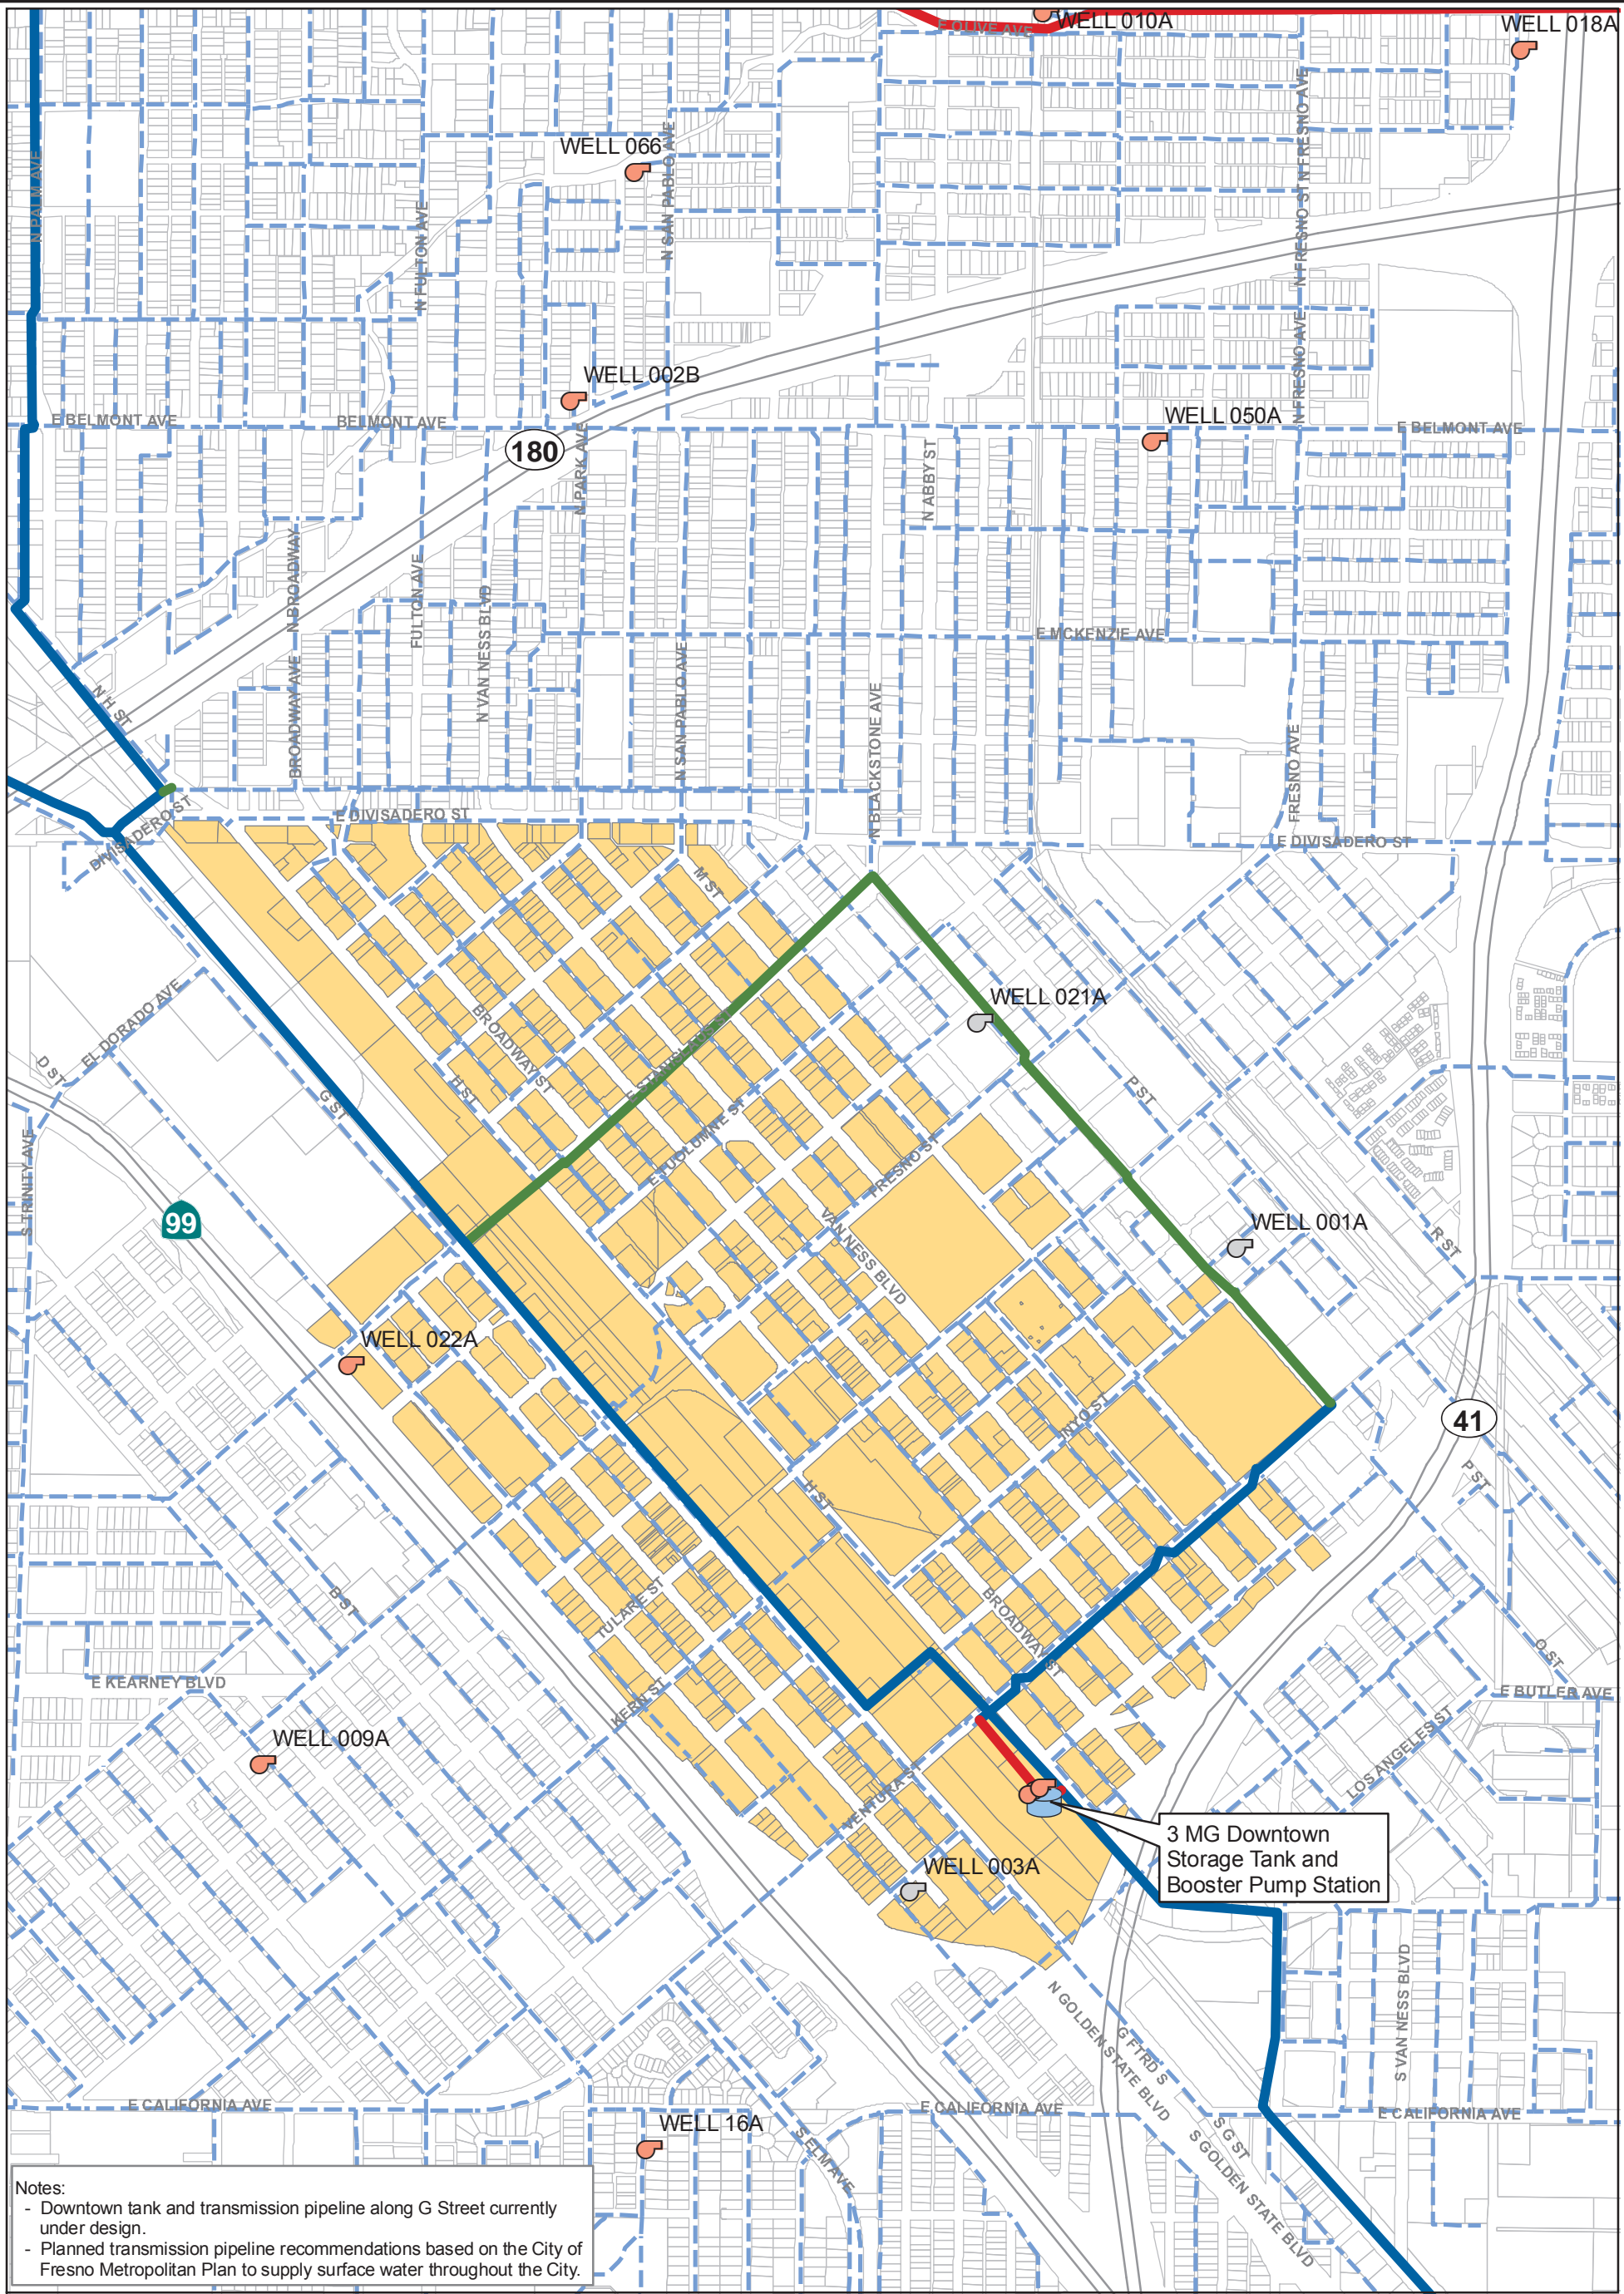 WELL 010A
E OLIVE AVE
WELL 018A
N PALM AVE
WELL 066
N SAN PABLO AVE
N FRESNO AVE
N FRESNO ST
N FULTON AVE
N FRESNO AVE
WELL 002B
E BELMONT AVE
BELMONT AVE
WELL 050A
E BELMONT AVE
180
N PARK AVE
N ABBY ST
N BROADWAY
FULTON AVE
N VAN NESS BLVD
E MCKENZIE AVE
N H ST
BROADWAY AVE
N SAN PABLO AVE
N BLACKSTONE AVE
FRESNO AVE
DIVISADERO ST
E DIVISADERO ST
E DIVISADERO ST
M ST
EL DORADO AVE
D ST
G ST
H ST
BROADWAY ST
E STANISLAUS ST
WELL 021A
P ST
E TUOLUMNE ST
FRESNO ST
S TRINITY AVE
99
VAN NESS BLVD
WELL 001A
R ST
WELL 022A
INYO ST
41
P ST
H ST
B ST
TULARE ST
BROADWAY ST
O ST
E KEARNEY BLVD
KERN ST
E BUTLER AVE
WELL 009A
LOS ANGELES ST
VENTURA ST
3 MG Downtown
Storage Tank and
Booster Pump Station
WELL 003A
N GOLDEN STATE BLVD
G FTRD S
S VAN NESS BLVD
E CALIFORNIA AVE
E CALIFORNIA AVE
E CALIFORNIA AVE
WELL 16A
S ELM AVE
S G ST
S GOLDEN STATE BLVD
Notes:
- Downtown tank and transmission pipeline along G Street currently
under design.
- Planned transmission pipeline recommendations based on the City of
Fresno Metropolitan Plan to supply surface water throughout the City.